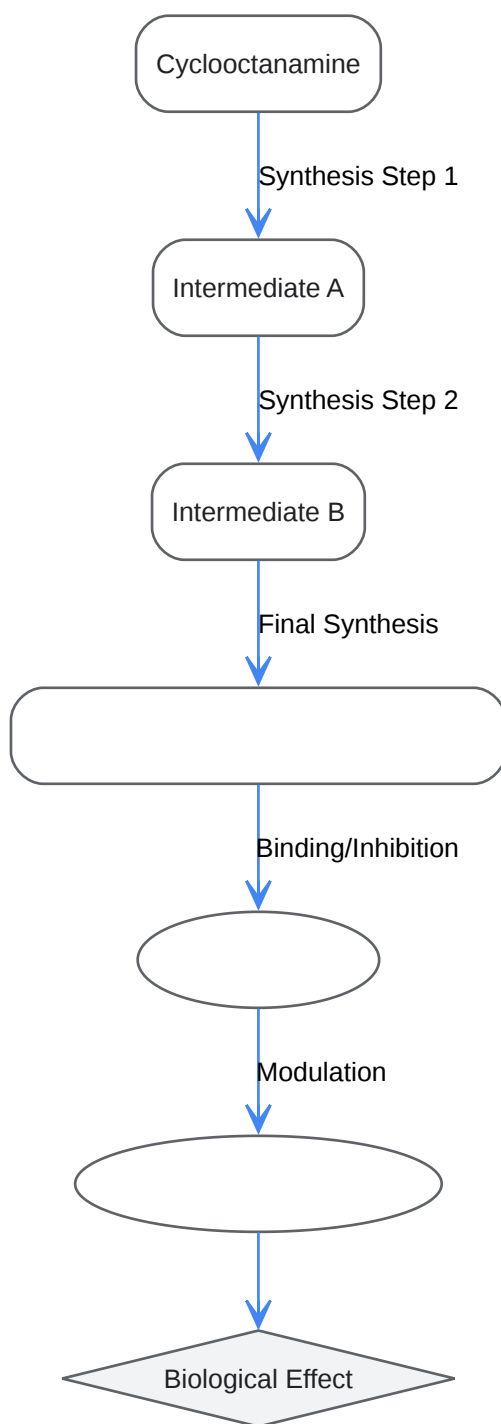 Cyclooctanamine
Synthesis Step 1
Intermediate A
Synthesis Step 2
Intermediate B
Final Synthesis
Binding/Inhibition
Modulation
Biological Effect